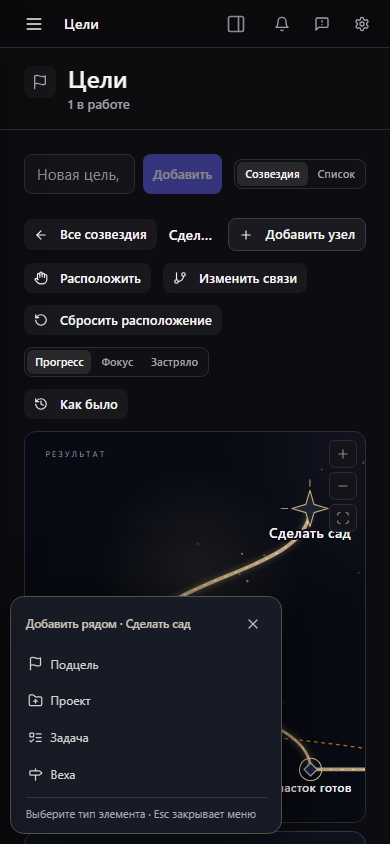 Цели
Цели
1 в работе
Новая цель,
Добавить
Созвездия
Список
Все созвездия
Сдел...
Добавить узел
Расположить
Изменить связи
Сбросить расположение
Прогресс
Фокус
Застряло
Как было
РЕЗУЛЬТАТ
Сделать сад
Добавить рядом · Сделать сад
Подцель
Проект
Задача
Веха
асток готов
Выберите тип элемента · Esc закрывает меню